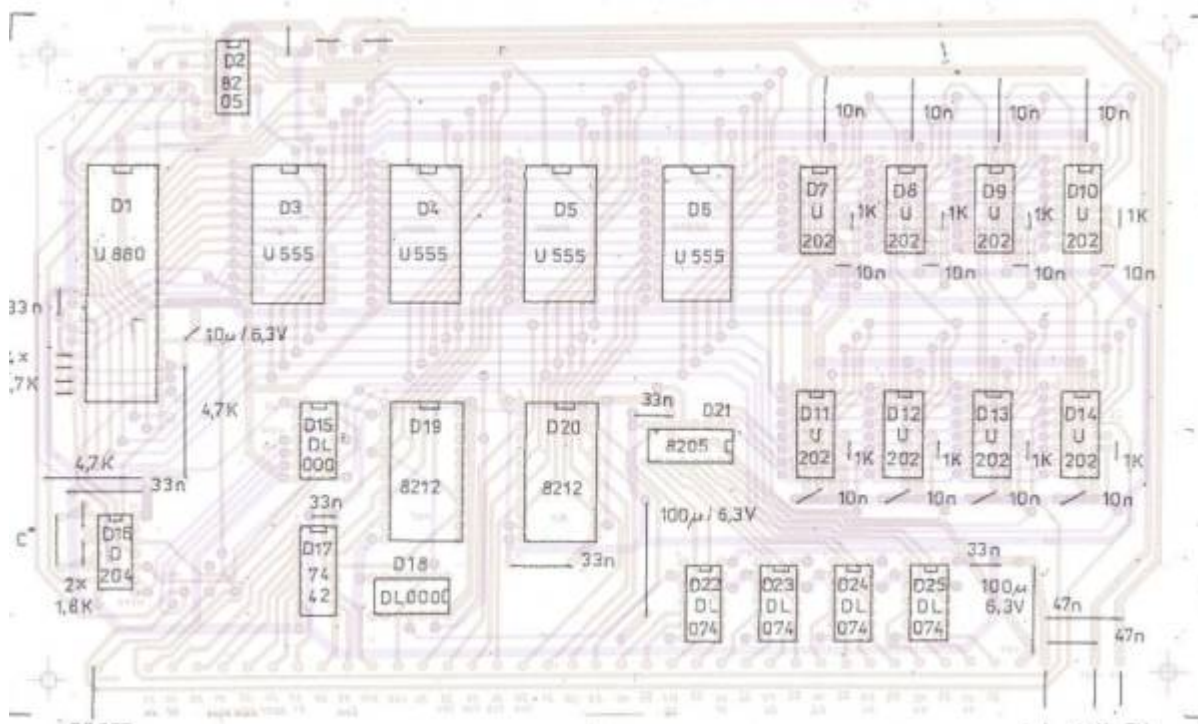 D2
82
05
10n
10n
10n
10n
D1
U 880
D3
U 555
D4
U 555
D5
U 555
D6
U 555
D7
U
202
1K
D8
U
202
1K
D9
U
202
1K
D10
U
202
1K
10n
10n
10n
10n
33n
10µ/6,3V
4,7K
4,7K
33n
D15
DL
000
D19
8212
D20
8212
33n
D21
8205
D11
U
202
1K
D12
U
202
1K
D13
U
202
1K
D14
U
202
1K
10n
10n
10n
10n
C*
D16
D
204
2×
1,6K
33n
D17
74
42
D18
DL000
33n
100µ/6,3V
D22
DL
074
D23
DL
074
D24
DL
074
D25
DL
074
33n
100µ
6,3V
47n
47n